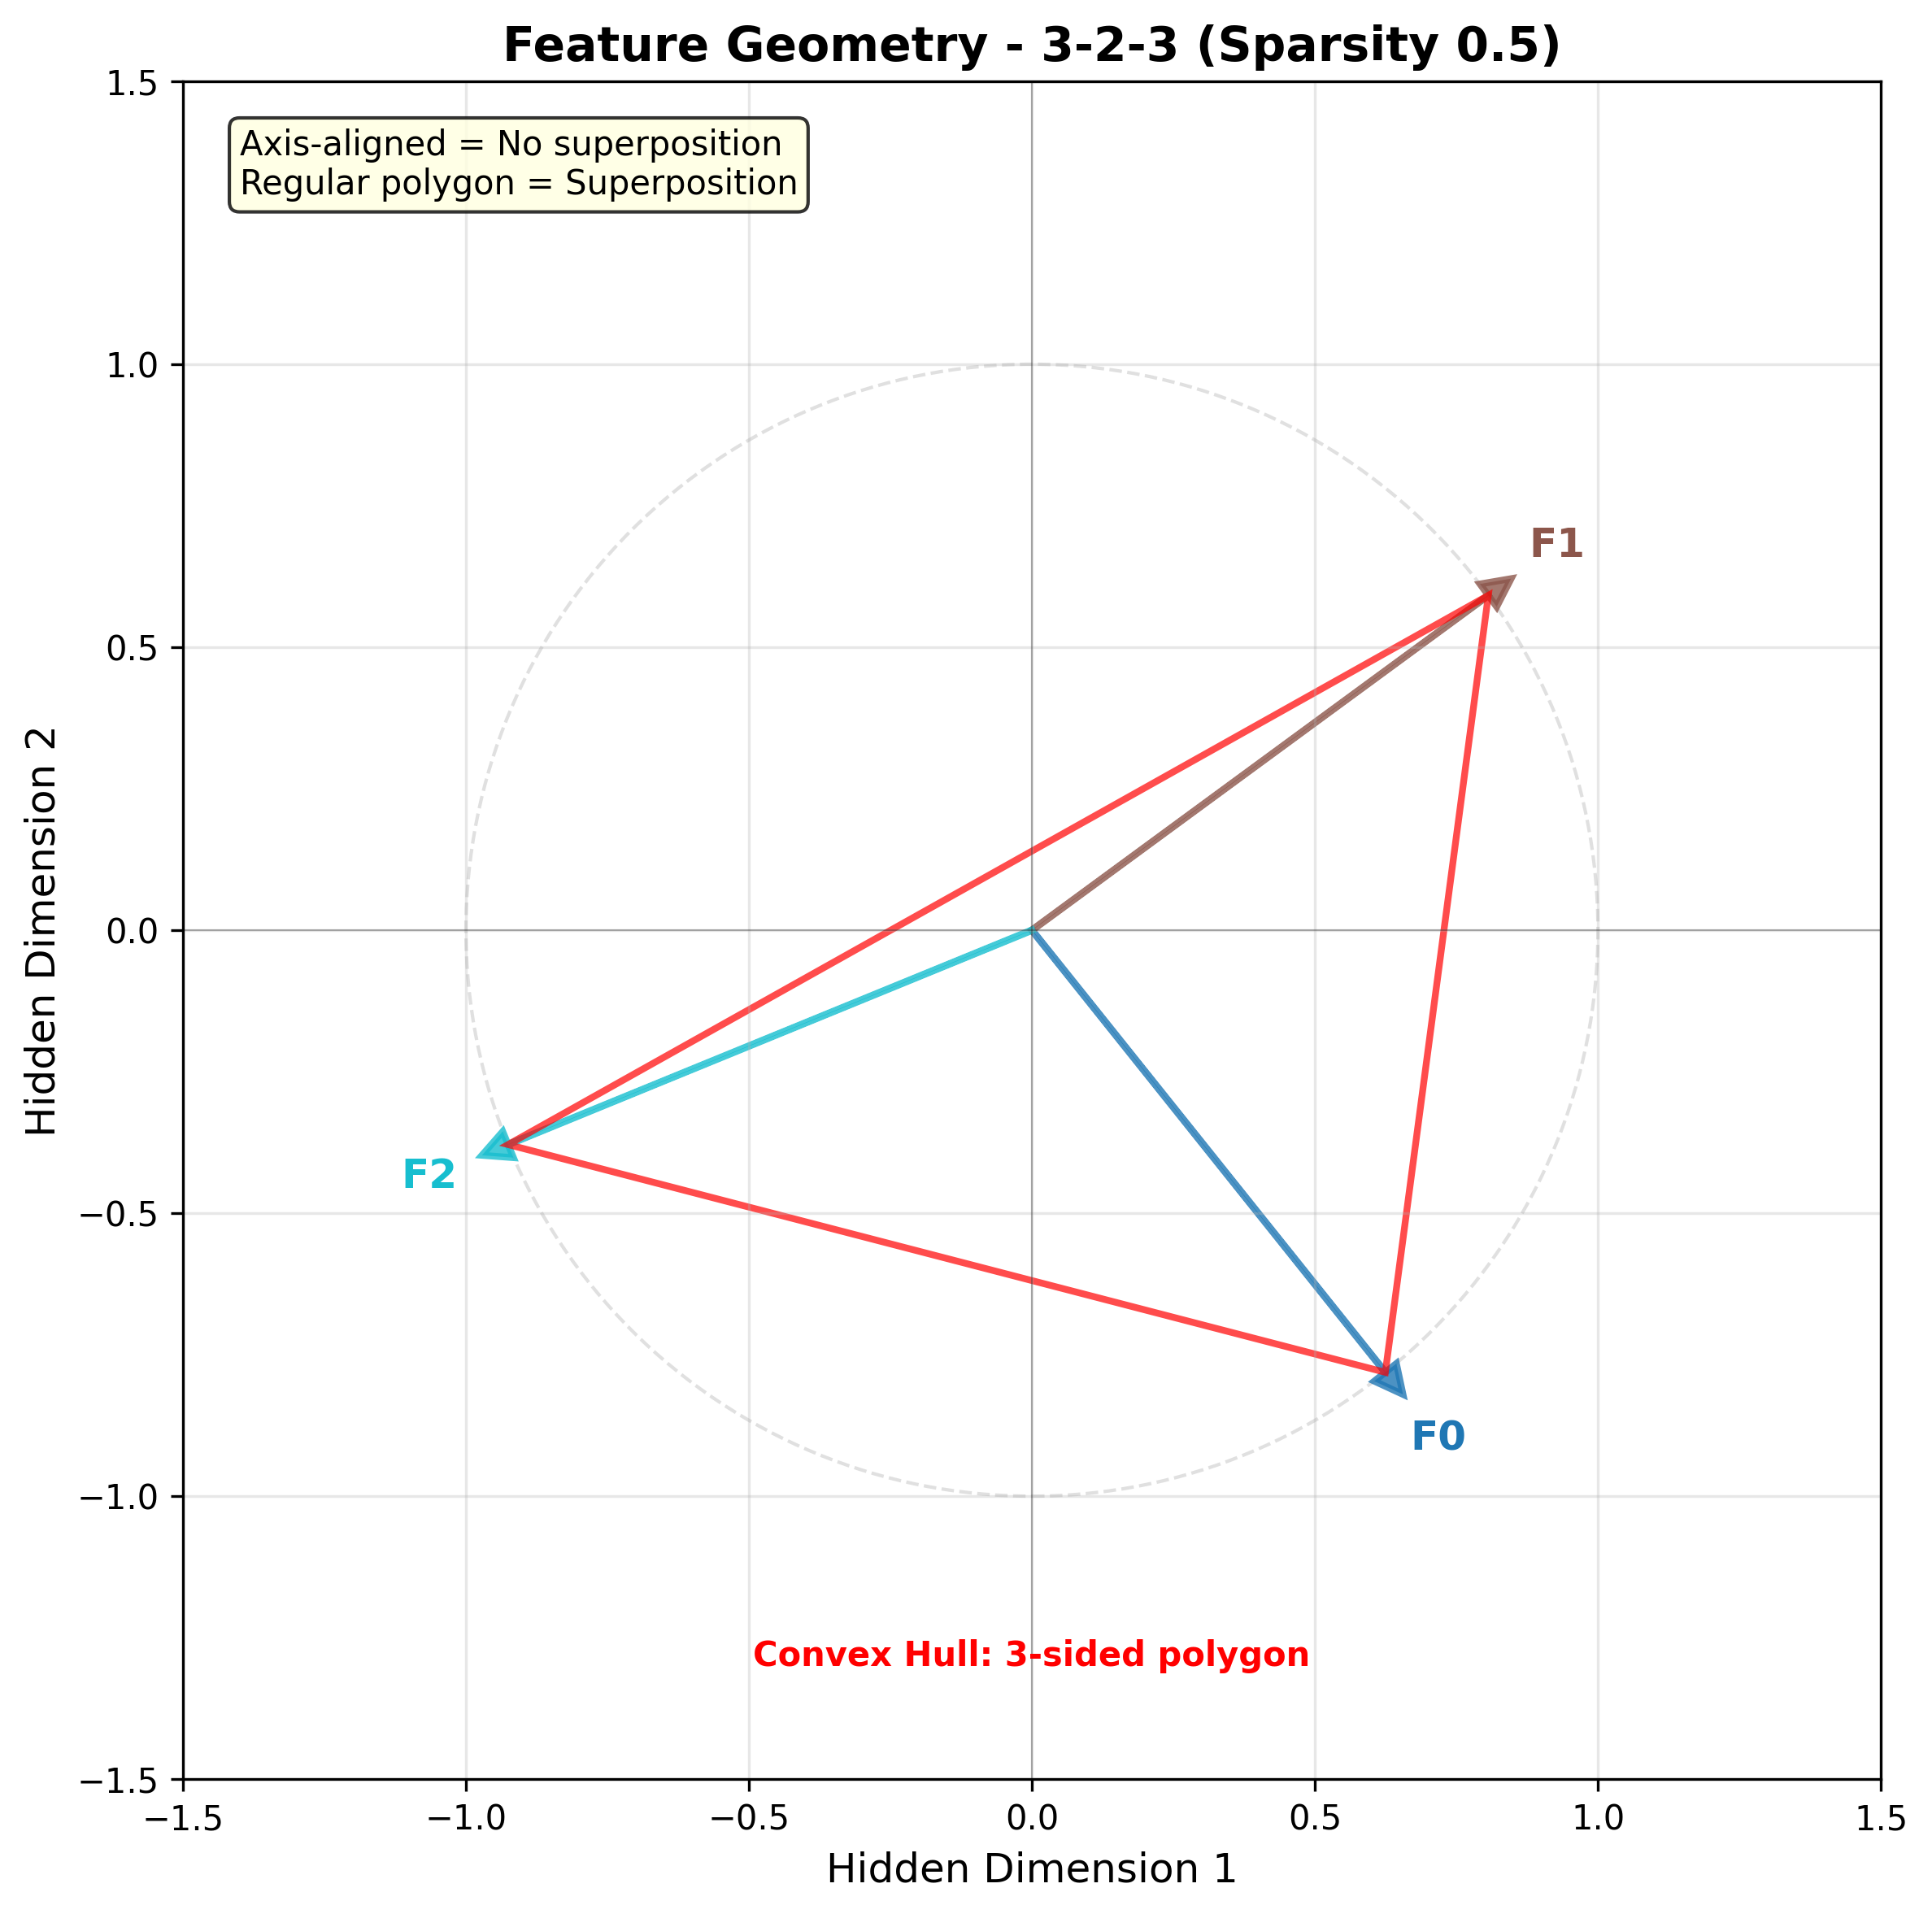 Feature Geometry - 3-2-3 (Sparsity 0.5)
1.5
Axis-aligned = No superposition
Regular polygon = Superposition
1.0
F1
0.5
Hidden Dimension 2
0.0
F2
−0.5
F0
−1.0
Convex Hull: 3-sided polygon
−1.5
−1.5 −1.0 −0.5 0.0 0.5 1.0 1.5
Hidden Dimension 1